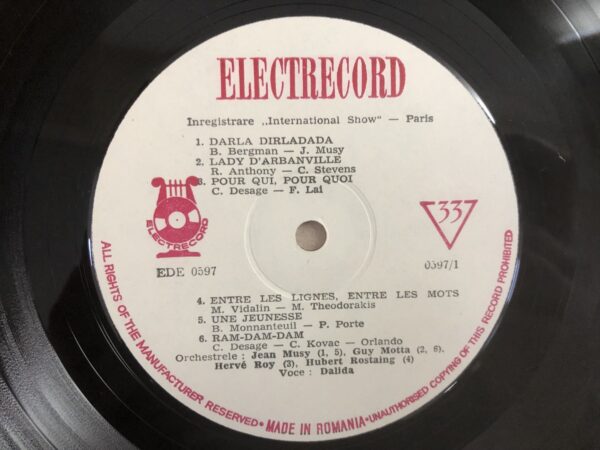 ELECTRECORD
Inregistrare „International Show" — Paris
1. DARLA DIRLADADA
B. Bergman — J. Musy
2. LADY D'ARBANVILLE
R. Anthony — C. Stevens
3. POUR QUI, POUR QUOI
C. Desage — F. Lai
ELECTRECORD
33
EDE 0597
0597/1
4. ENTRE LES LIGNES, ENTRE LES MOTS
M. Vidalin — M. Theodorakis
5. UNE JEUNESSE
B. Monnanteuil — P. Porte
6. RAM-DAM-DAM
C. Desage — C. Kovac — Orlando
Orchestrele: Jean Musy (1, 5), Guy Motta (2, 6),
Hervé Roy (3), Hubert Rostaing (4)
Voce: Dalida
ALL RIGHTS OF THE MANUFACTURER RESERVED • MADE IN ROMANIA • UNAUTHORISED COPYING OF THIS RECORD PROHIBITED